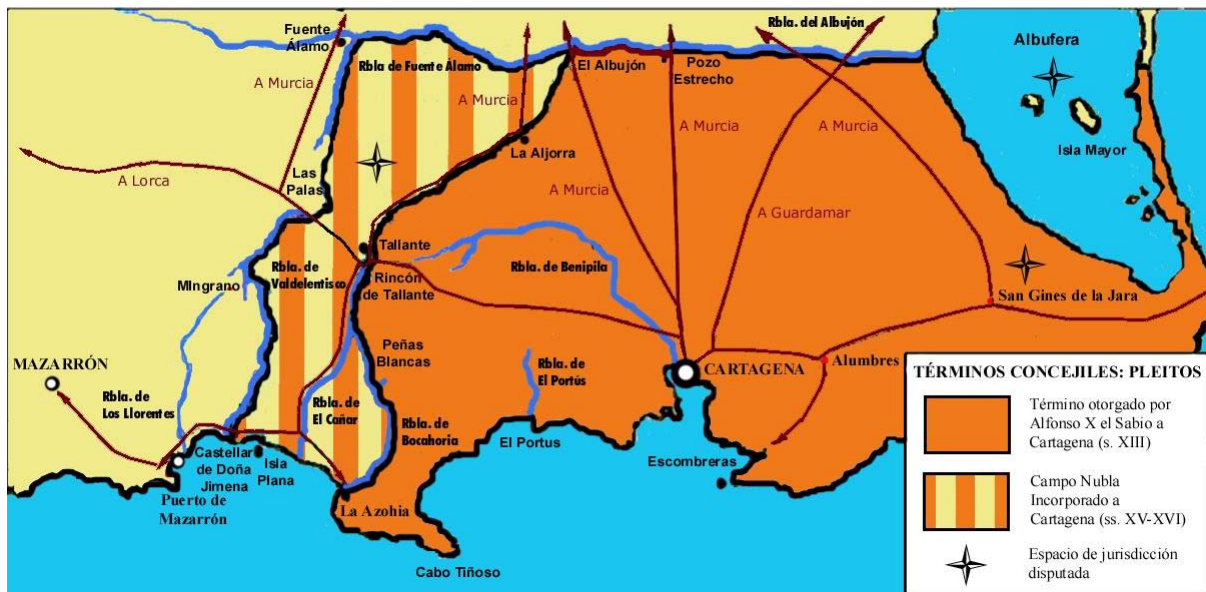 Rbla. del Albujón
Fuente
Álamo
Albufera
Rbla de Fuente Álamo
El Albujón
Pozo
Estrecho
A Murcia
A Murcia
A Murcia
A Murcia
La Aljorra
Isla Mayor
A Lorca
Las
Palas
A Murcia
A Guardamar
Tallante
Rbla. de
Valdelentisco
Rincón
de Tallante
Rbla. de Benipila
MIngrano
San Gines de la Jara
Peñas
Blancas
MAZARRÓN
Rbla. de
Los Llorentes
Rbla. de
El Portús
CARTAGENA
Alumbres
Rbla. de
El Cañar
Rbla. de
Bocahoria
El Portus
Castellar
de Doña
Jimena
Isla
Plana
Escombreras
Puerto de
Mazarrón
La Azohia
Cabo Tiñoso
TÉRMINOS CONCEJILES: PLEITOS
Término otorgado por
Alfonso X el Sabio a
Cartagena (s. XIII)
Campo Nubla
Incorporado a
Cartagena (ss. XV-XVI)
Espacio de jurisdicción
disputada